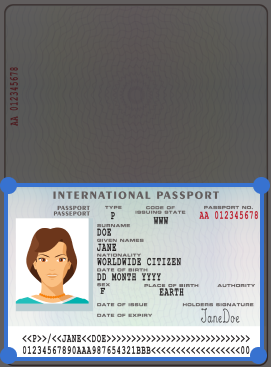 AA 012345678
INTERNATIONAL PASSPORT
PASSPORT TYPE CODE OF ISSUING STATE PASSPORT NO.
PASSEPORT P WWW AA 012345678
SURNAME
DOE
GIVEN NAMES
JANE
NATIONALITY
WORLDWIDE CITIZEN
DATE OF BIRTH
DD MONTH YYYY
SEX PLACE OF BIRTH AUTHORITY
F EARTH
DATE OF ISSUE HOLDERS SIGNATURE
DATE OF EXPIRY JaneDoe
<<P>>/<<JANE<<DOE>>>>>>>>>>>>>>>>>>>>>>>>>>>>
01234567890AAA987654321BBB<<<<<<<<<<<<<<<<<00